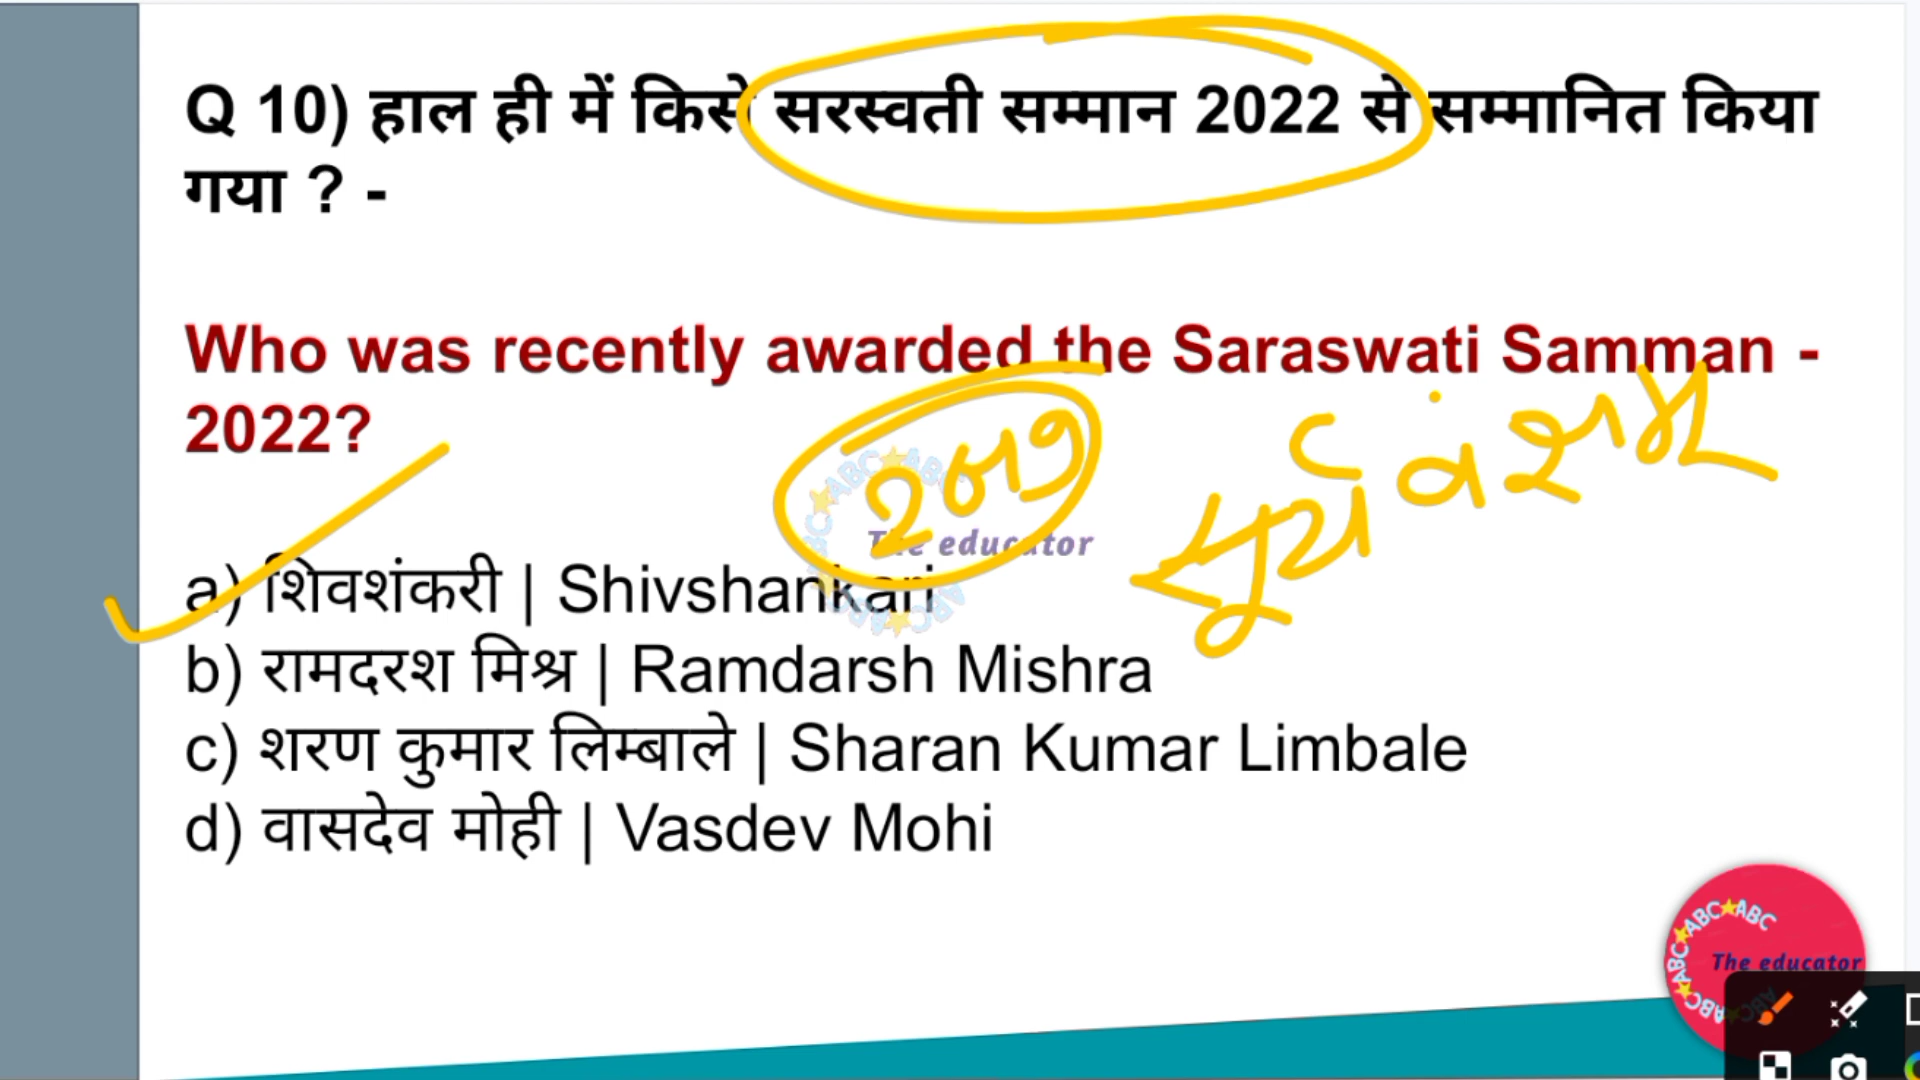 Q 10) हाल ही में किसे सरस्वती सम्मान 2022 से सम्मानित किया
गया ? -
Who was recently awarded the Saraswati Samman -
2022?
2019
सूर्यवंशम
The educator
a) शिवशंकरी | Shivshankari
b) रामदरश मिश्र | Ramdarsh Mishra
c) शरण कुमार लिम्बाले | Sharan Kumar Limbale
d) वासदेव मोही | Vasdev Mohi
ABC ABC ABC
The educator